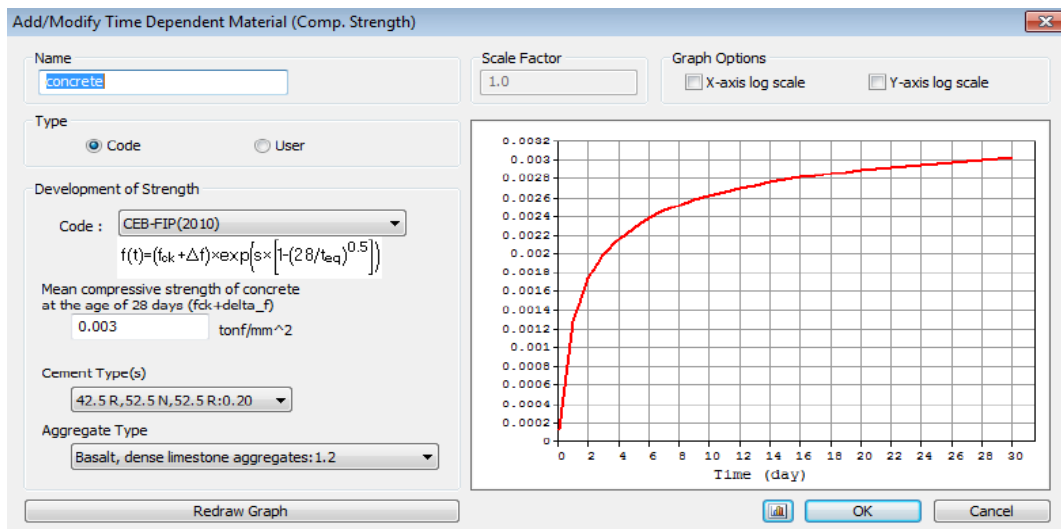 Add/Modify Time Dependent Material (Comp. Strength)
Name
concrete
Scale Factor
1.0
Graph Options
X-axis log scale
Y-axis log scale
Type
Code
User
Development of Strength
Code :
CEB-FIP(2010)
f(t)=(fck+Δf)×exp{s×[1-(28/teq)^0.5]}
Mean compressive strength of concrete
at the age of 28 days (fck+delta_f)
0.003
tonf/mm^2
Cement Type(s)
42.5 R,52.5 N,52.5 R:0.20
Aggregate Type
Basalt, dense limestone aggregates:1.2
Redraw Graph
0.0032
0.003
0.0028
0.0026
0.0024
0.0022
0.002
0.0018
0.0016
0.0014
0.0012
0.001
0.0008
0.0006
0.0004
0.0002
0
0 2 4 6 8 10 12 14 16 18 20 22 24 26 28 30
Time (day)
OK
Cancel